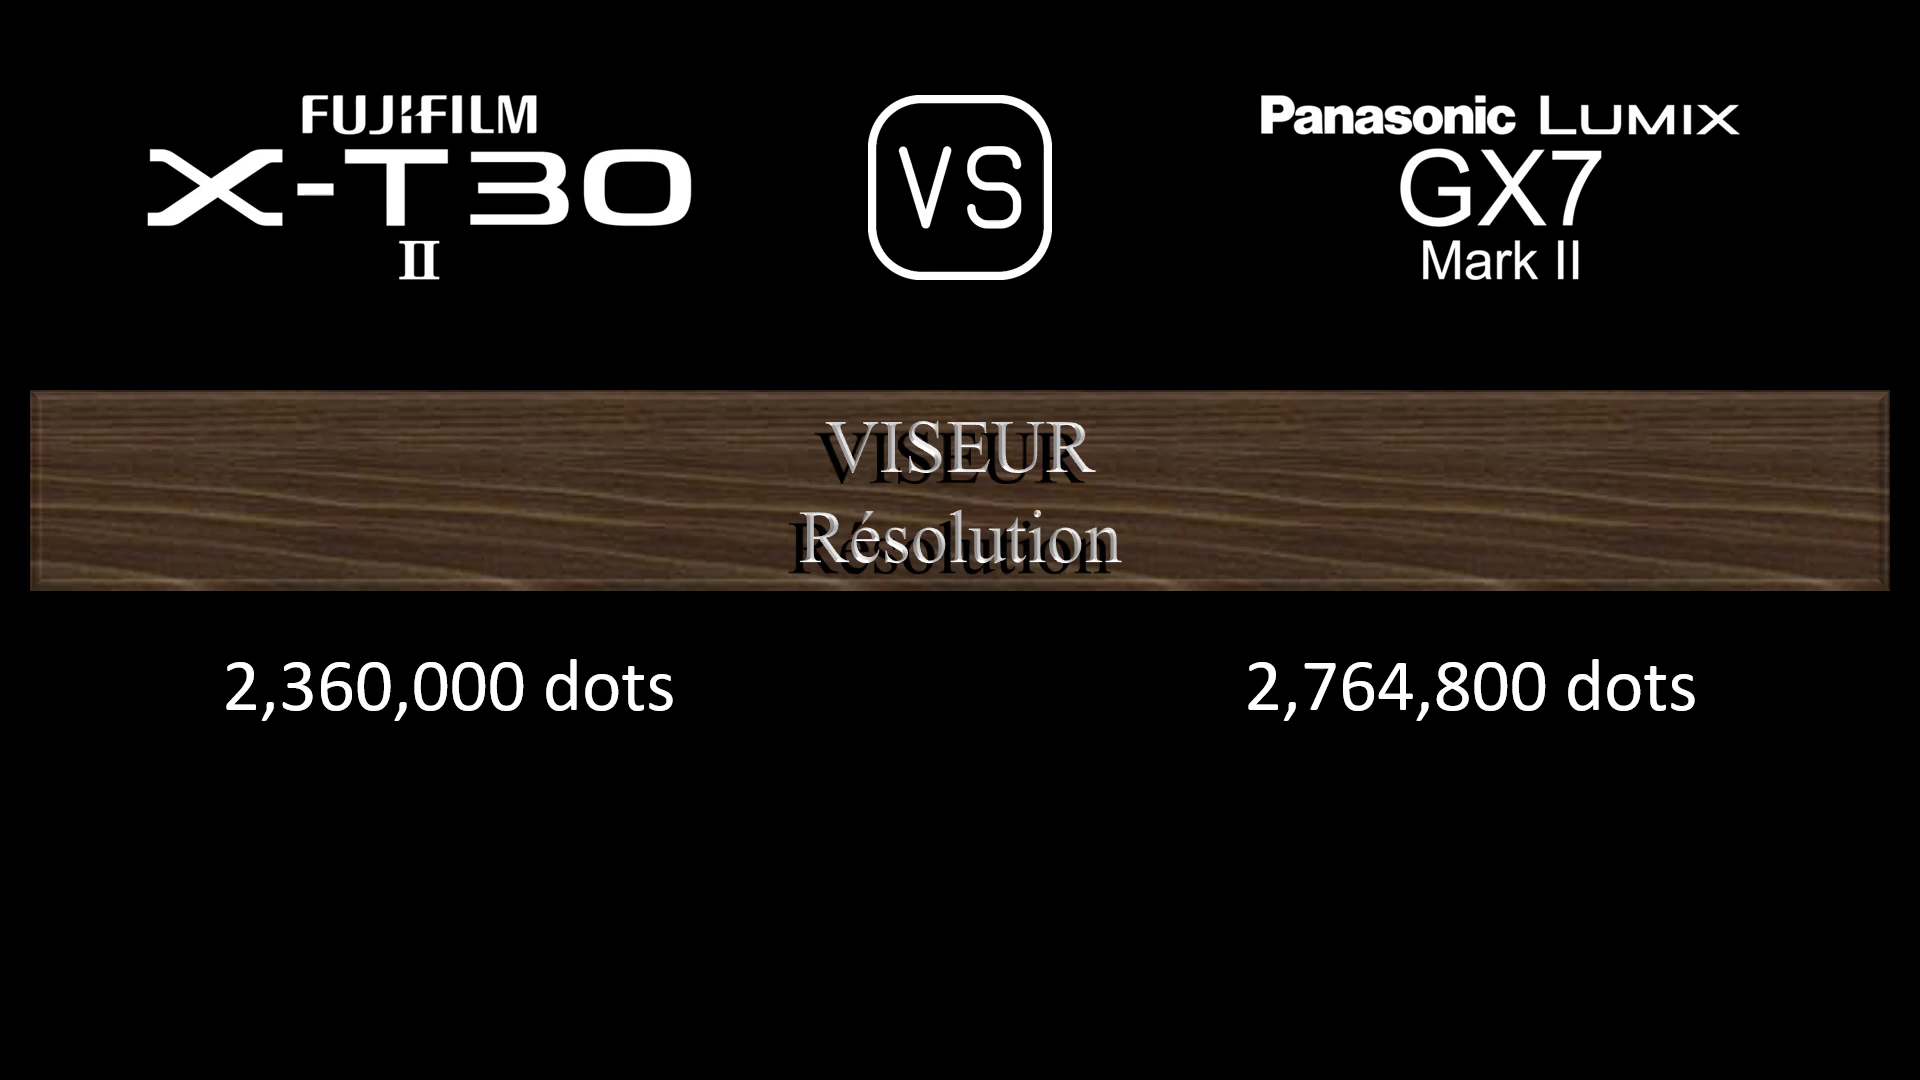 FUJIFILM
X-T30
II
VS
Panasonic LUMIX
GX7
Mark II
VISEUR
Résolution
2,360,000 dots
2,764,800 dots